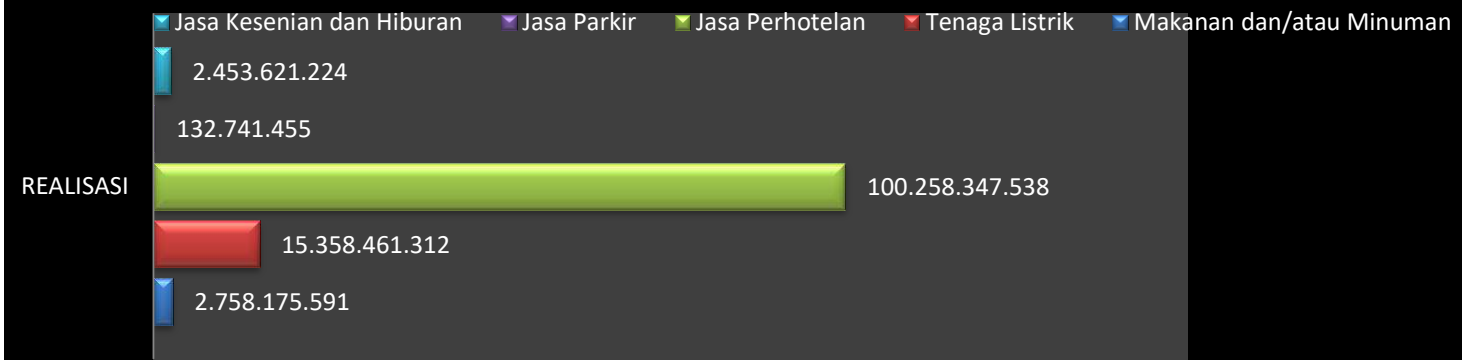 Jasa Kesenian dan Hiburan Jasa Parkir Jasa Perhotelan Tenaga Listrik Makanan dan/atau Minuman
2.453.621.224
132.741.455
REALISASI 100.258.347.538
15.358.461.312
2.758.175.591